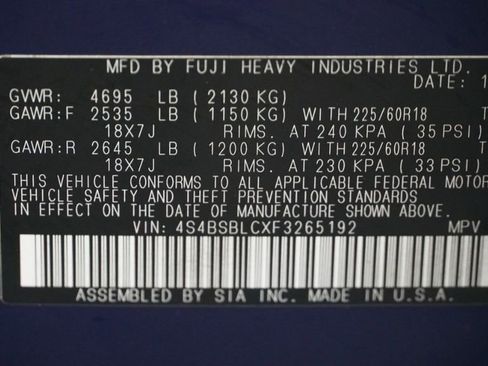 MFD BY FUJI HEAVY INDUSTRIES LTD.
DATE: 1
GVWR: 4695 LB ( 2130 KG)
GAWR:F 2535 LB ( 1150 KG) WITH 225/60R18 T
18X7J RIMS. AT 240 KPA ( 35 PSI)
GAWR:R 2645 LB ( 1200 KG) WITH 225/60R18 T
18X7J RIMS. AT 230 KPA ( 33 PSI)
THIS VEHICLE CONFORMS TO ALL APPLICABLE FEDERAL MOTOR
VEHICLE SAFETY AND THEFT PREVENTION STANDARDS
IN EFFECT ON THE DATE OF MANUFACTURE SHOWN ABOVE.
VIN: 4S4BSBLCXF3265192 MPV
ASSEMBLED BY SIA INC. MADE IN U.S.A.